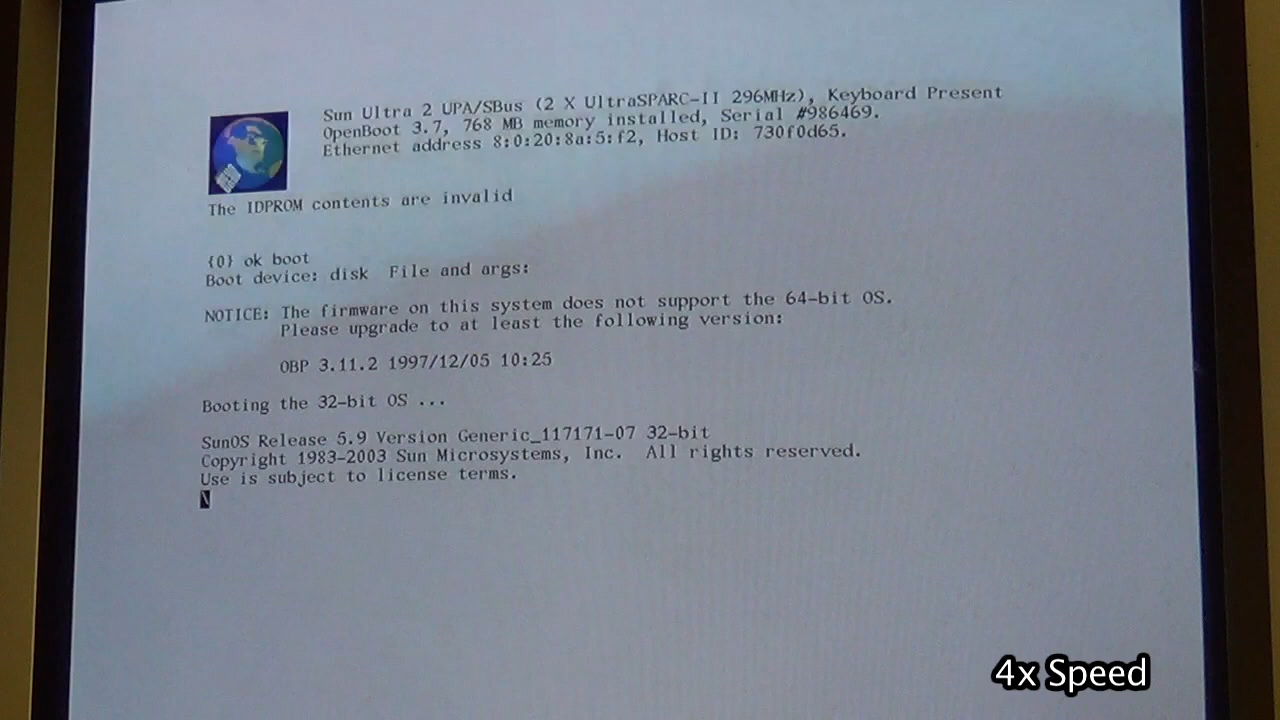 Sun Ultra 2 UPA/SBus (2 X UltraSPARC-II 296MHz), Keyboard Present
OpenBoot 3.7, 768 MB memory installed, Serial #986469.
Ethernet address 8:0:20:8a:5:f2, Host ID: 730f0d65.
The IDPROM contents are invalid
{0} ok boot
Boot device: disk  File and args:
NOTICE: The firmware on this system does not support the 64-bit OS.
Please upgrade to at least the following version:
OBP 3.11.2 1997/12/05 10:25
Booting the 32-bit OS ...
SunOS Release 5.9 Version Generic_117171-07 32-bit
Copyright 1983-2003 Sun Microsystems, Inc.  All rights reserved.
Use is subject to license terms.
\
4x Speed